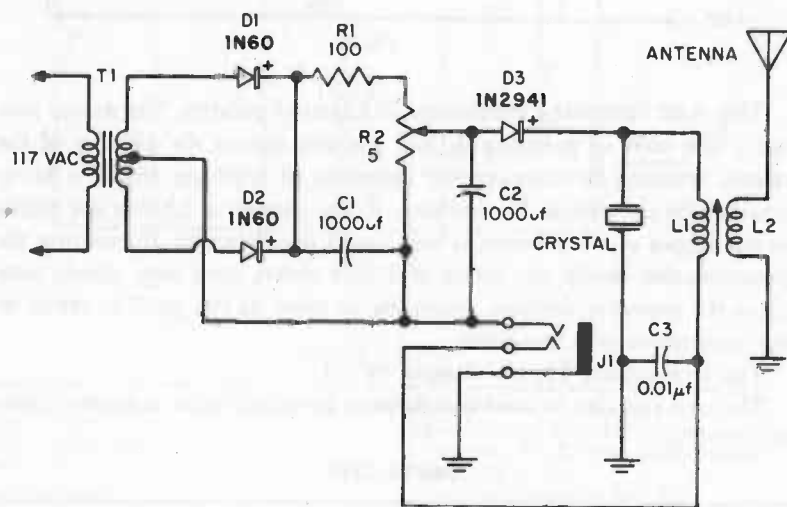 D1
1N60
R1
100
ANTENNA
T1
D3
1N2941
117 VAC
R2
5
D2
1N60
C1
1000uf
C2
1000uf
CRYSTAL
L1
L2
C3
0.01µf
J1